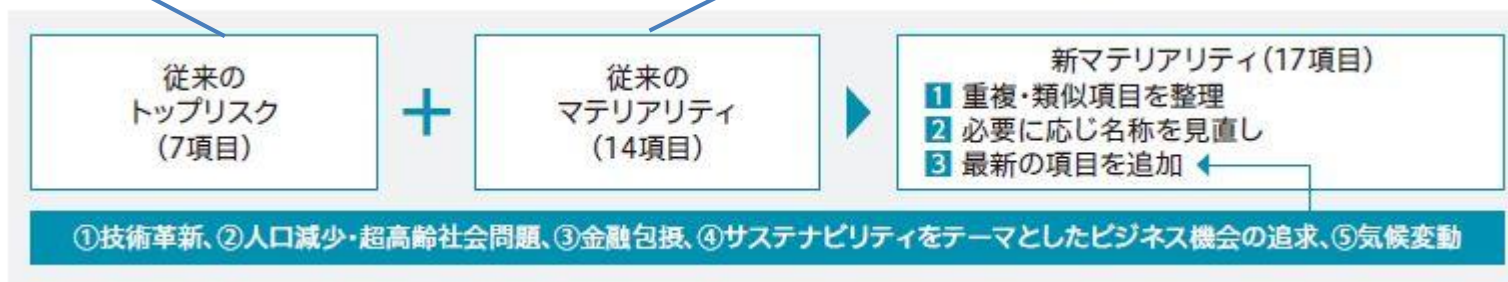 従来の
トップリスク
(7項目)
+
従来の
マテリアリティ
(14項目)
新マテリアリティ(17項目)
1 重複・類似項目を整理
2 必要に応じ名称を見直し
3 最新の項目を追加
①技術革新、②人口減少・超高齢社会問題、③金融包摂、④サステナビリティをテーマとしたビジネス機会の追求、⑤気候変動